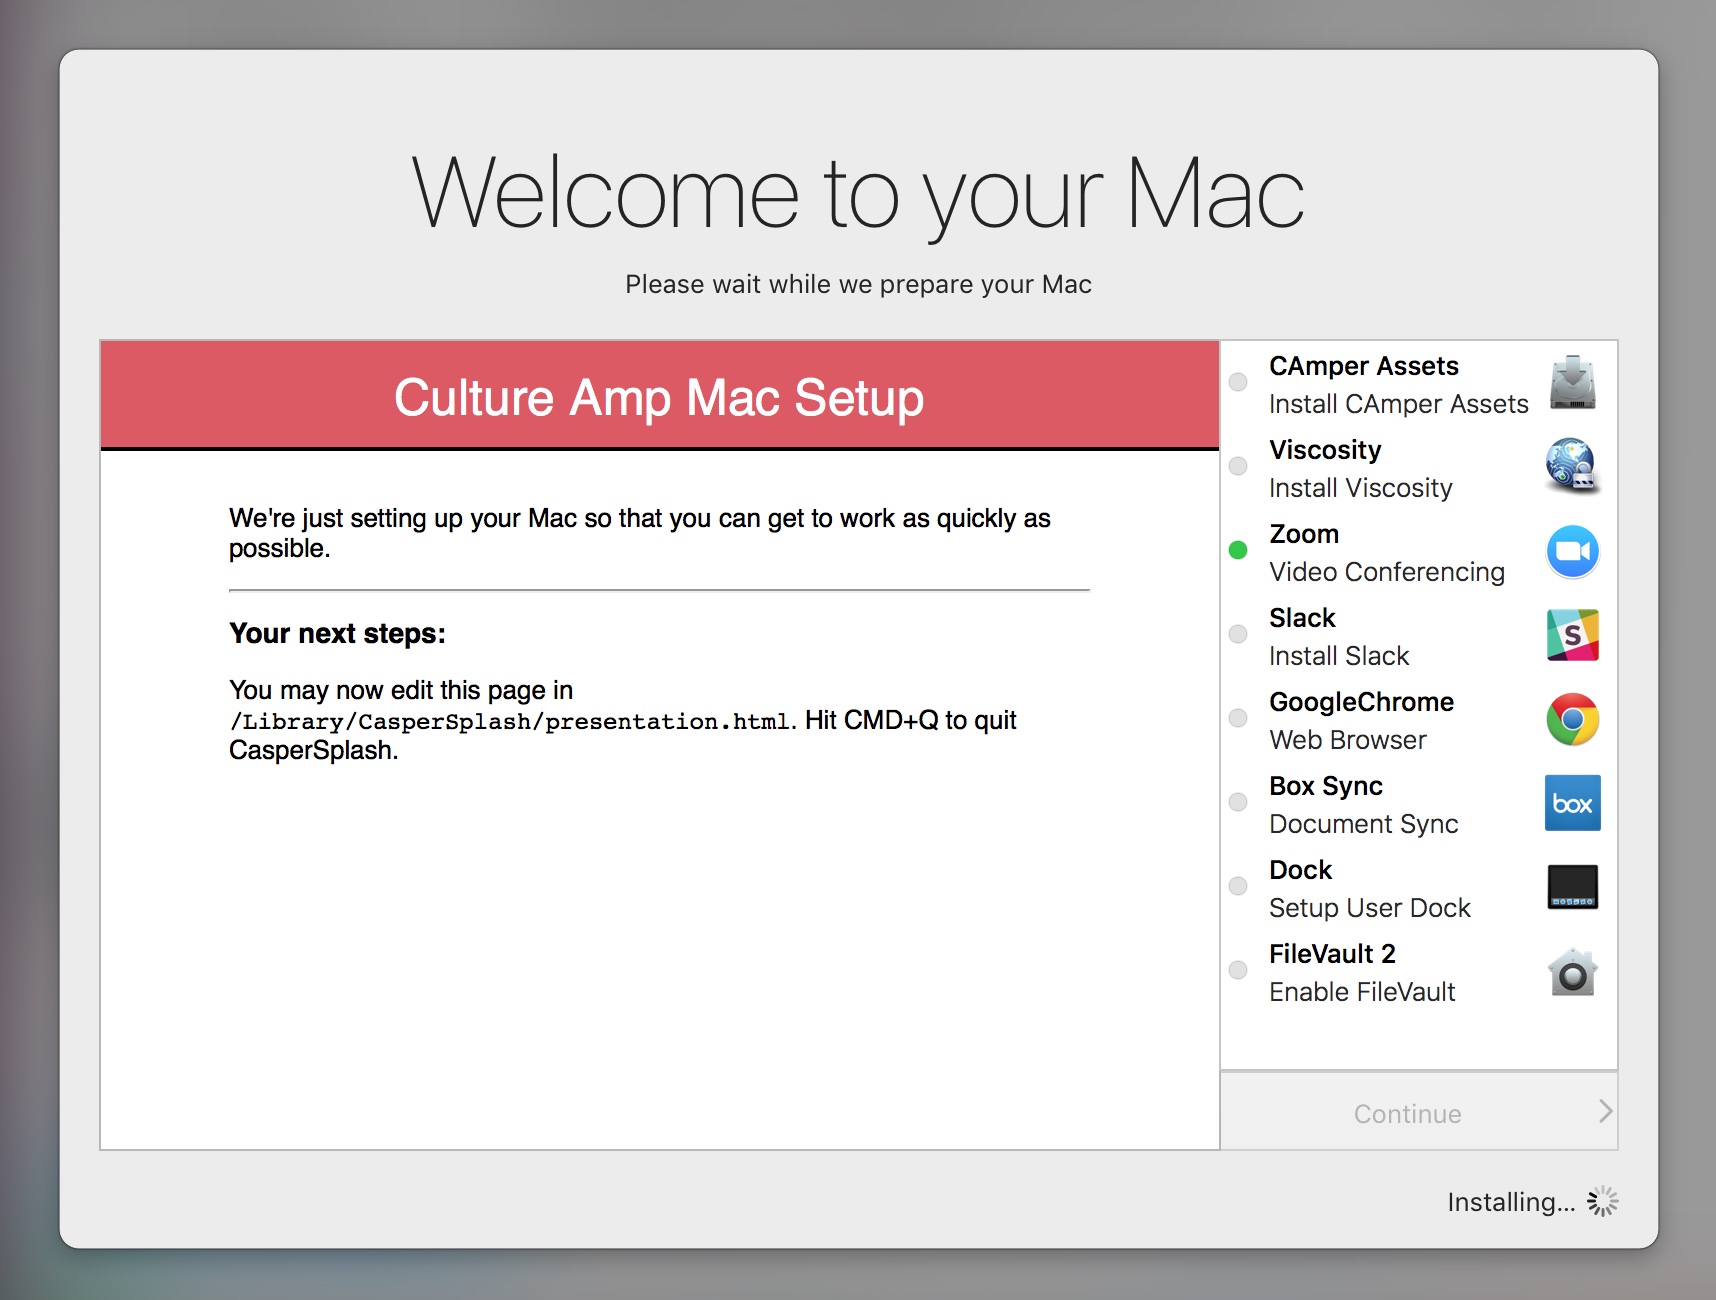 Welcome to your Mac
Please wait while we prepare your Mac
Culture Amp Mac Setup
We're just setting up your Mac so that you can get to work as quickly as
possible.
Your next steps:
You may now edit this page in
/Library/CasperSplash/presentation.html. Hit CMD+Q to quit
CasperSplash.
CAmper Assets
Install CAmper Assets
Viscosity
Install Viscosity
Zoom
Video Conferencing
Slack
Install Slack
S
GoogleChrome
Web Browser
Box Sync
Document Sync
box
Dock
Setup User Dock
FileVault 2
Enable FileVault
Continue
Installing...